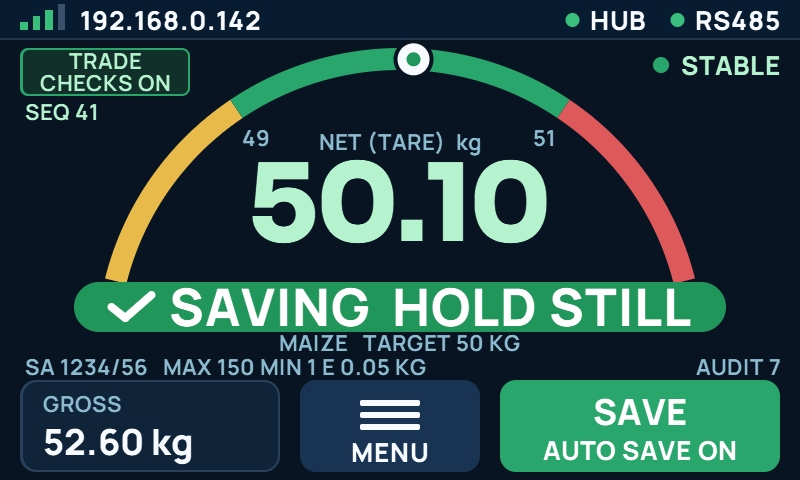 192.168.0.142
HUB
RS485
TRADE
CHECKS ON
STABLE
SEQ 41
49
NET (TARE) kg
51
50.10
SAVING HOLD STILL
MAIZE TARGET 50 KG
SA 1234/56 MAX 150 MIN 1 E 0.05 KG
AUDIT 7
GROSS
52.60 kg
MENU
SAVE
AUTO SAVE ON